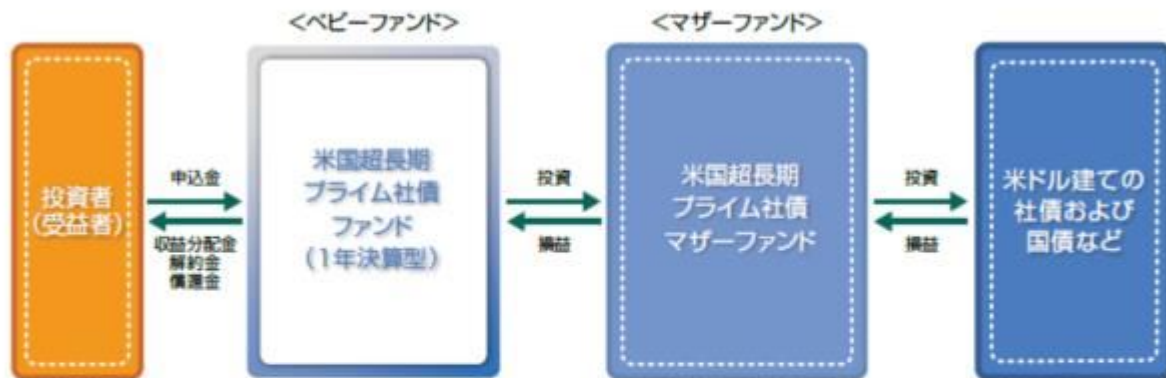 <ベビーファンド>
<マザーファンド>
投資者
(受益者)
申込金
収益分配金
解約金
償還金
米国超長期
プライム社債
ファンド
(1年決算型)
投資
損益
米国超長期
プライム社債
マザーファンド
投資
損益
米ドル建ての
社債および
国債など